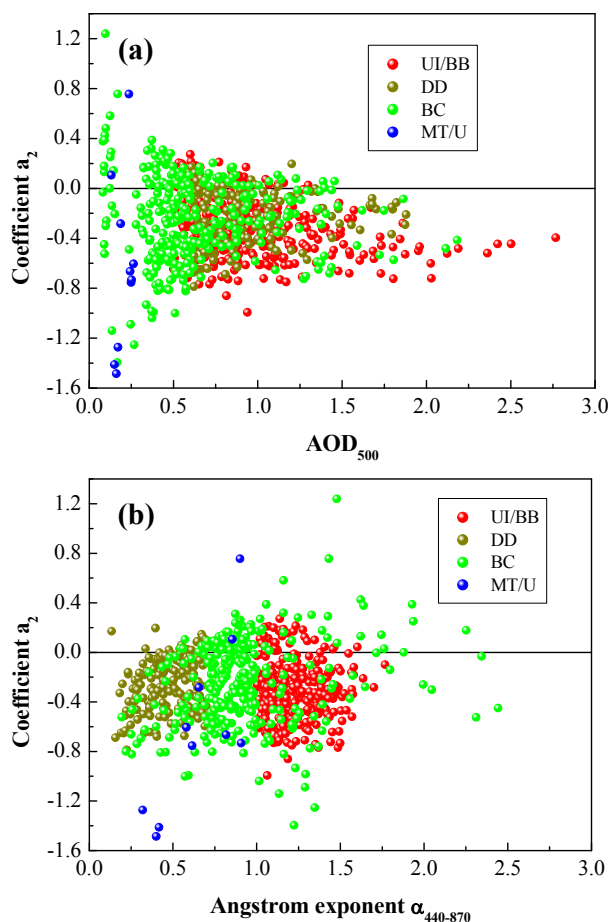 (a)
UI/BB
DD
BC
MT/U
1.2
0.8
0.4
0.0
-0.4
-0.8
-1.2
-1.6
Coefficient a₂
0.0 0.5 1.0 1.5 2.0 2.5 3.0
AOD₅₀₀
(b)
UI/BB
DD
BC
MT/U
1.2
0.8
0.4
0.0
-0.4
-0.8
-1.2
-1.6
Coefficient a₂
0.0 0.5 1.0 1.5 2.0 2.5 3.0
Angstrom exponent α₄₄₀₋₈₇₀